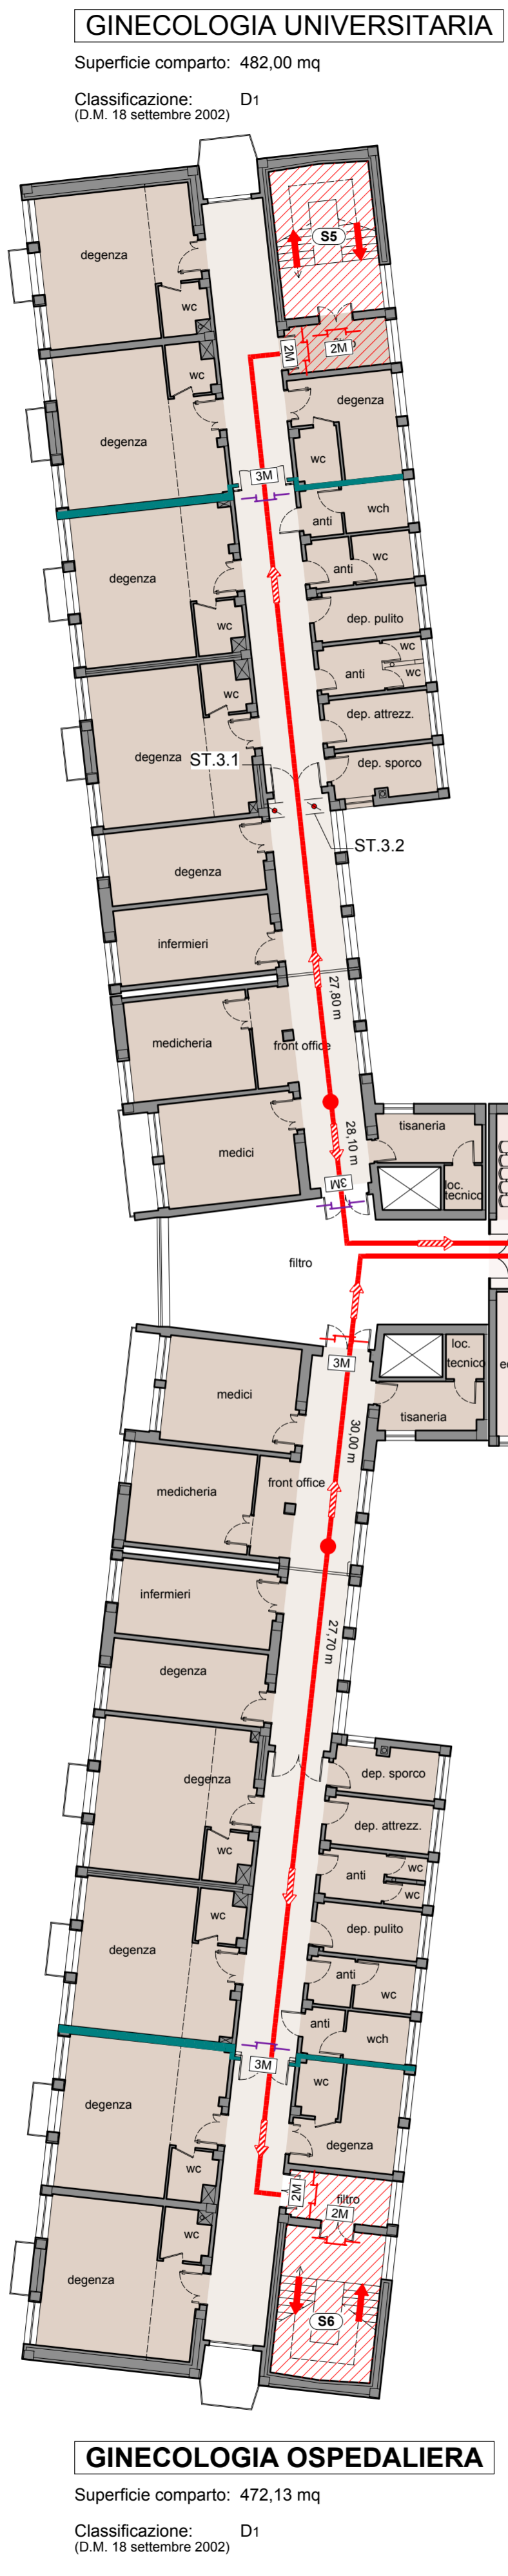 GINECOLOGIA UNIVERSITARIA
Superficie comparto: 482,00 mq
Classificazione: D1
(D.M. 18 settembre 2002)
S5
degenza
wc
2M
2M
wc
degenza
degenza
wc
3M
wch
anti
degenza
wc
anti
dep. pulito
wc
wc
anti
wc
wc
dep. attrezz.
degenza
ST.3.1
dep. sporco
ST.3.2
degenza
infermieri
27,80 m
medicheria
front office
28,10 m
tisaneria
medici
3M
loc.
tecnico
filtro
3M
loc.
tecnico
medici
tisaneria
30,00 m
front office
medicheria
infermieri
27,70 m
degenza
dep. sporco
degenza
dep. attrezz.
wc
anti
wc
wc
wc
dep. pulito
degenza
anti
wc
anti
wch
3M
wc
degenza
degenza
wc
2M
filtro
2M
wc
degenza
S6
GINECOLOGIA OSPEDALIERA
Superficie comparto: 472,13 mq
Classificazione: D1
(D.M. 18 settembre 2002)